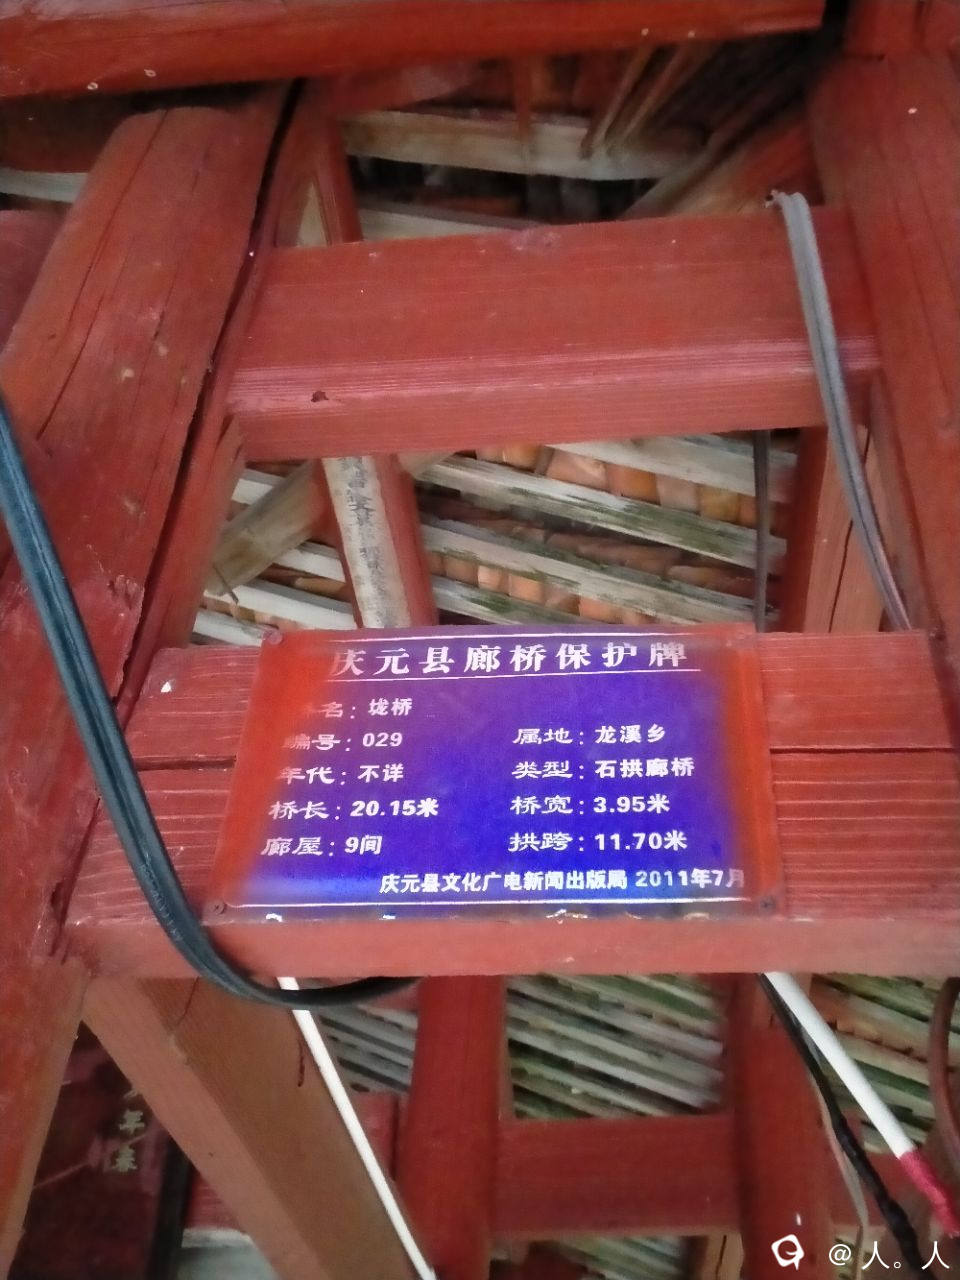 庆元县廊桥保护牌
名：垅桥
编号：029 属地：龙溪乡
年代：不详 类型：石拱廊桥
桥长：20.15米 桥宽：3.95米
廊屋：9间 拱跨：11.70米
庆元县文化广电新闻出版局 2011年7月
年春
@人。人